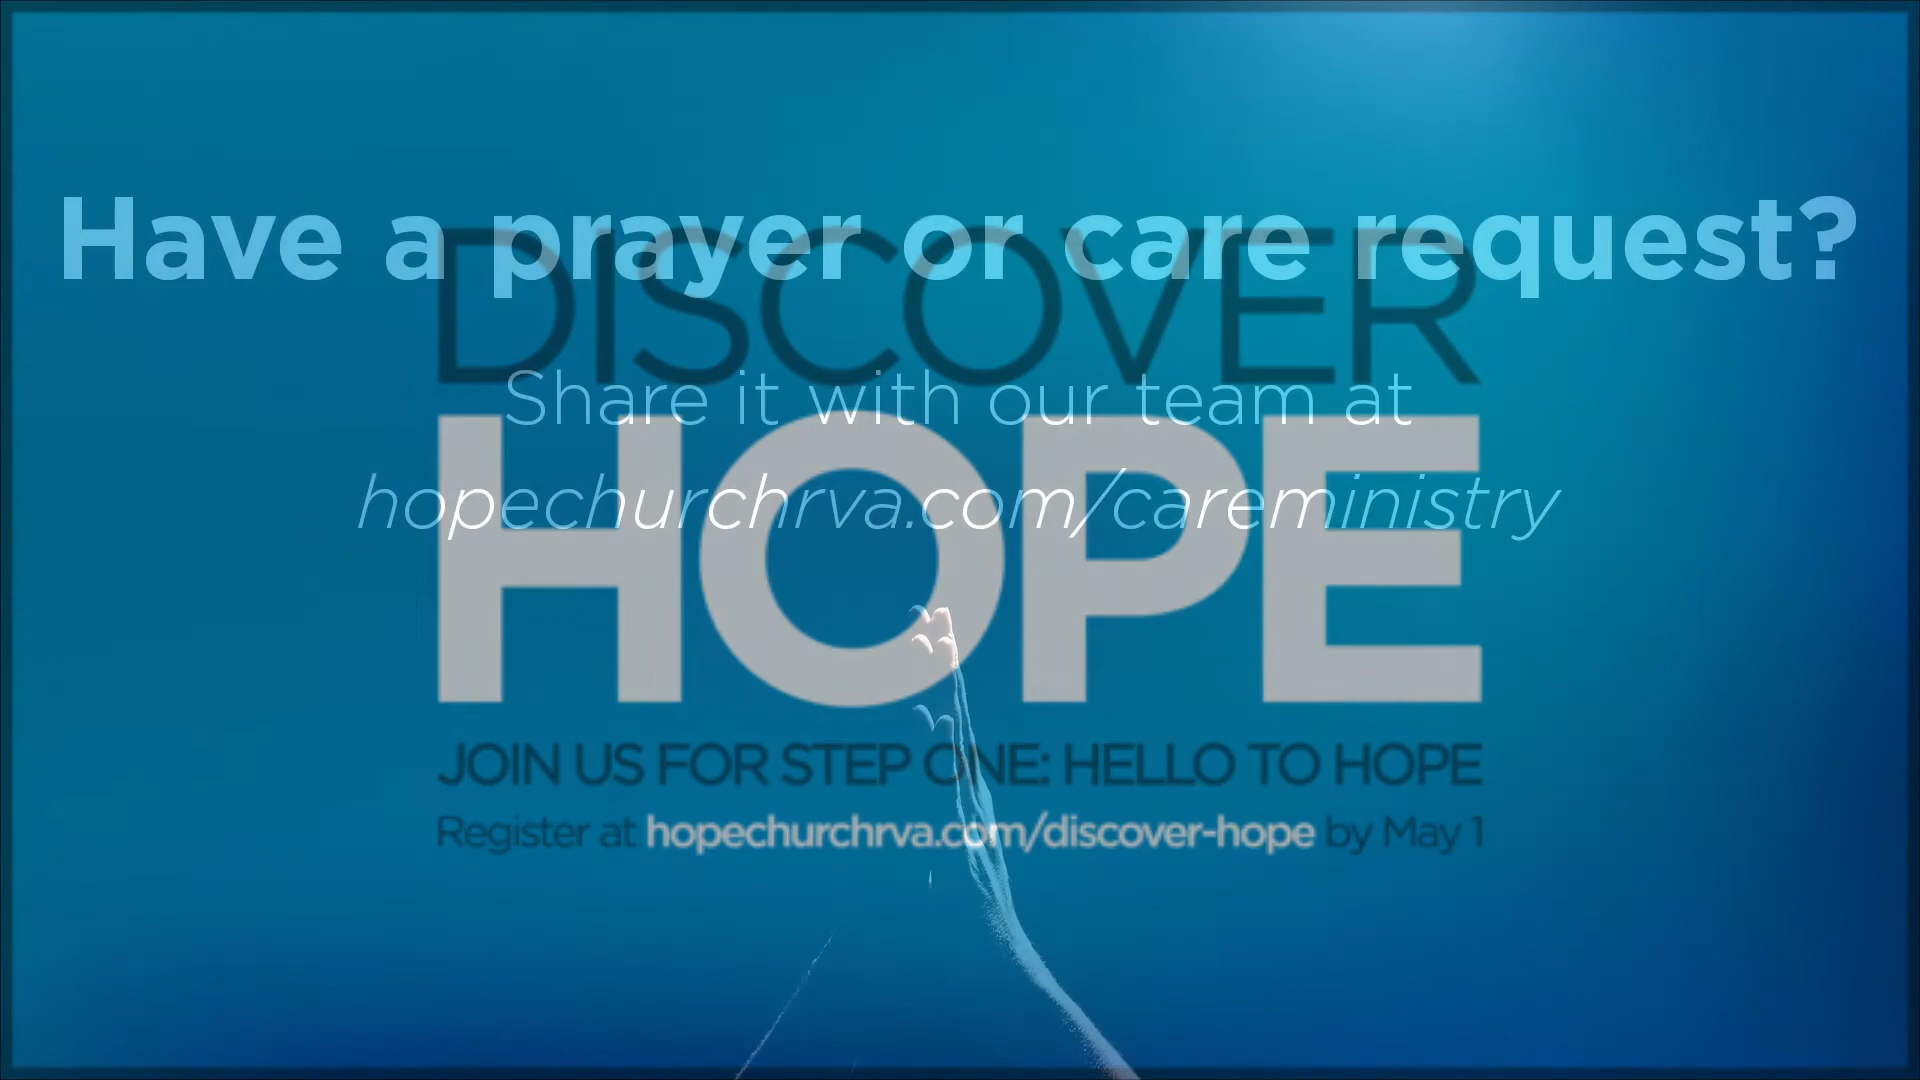 Have a prayer or care request?
DISCOVER
Share it with our team at
HOPE
hopechurchrva.com/careministry
JOIN US FOR STEP ONE: HELLO TO HOPE
Register at hopechurchrva.com/discover-hope by May 1